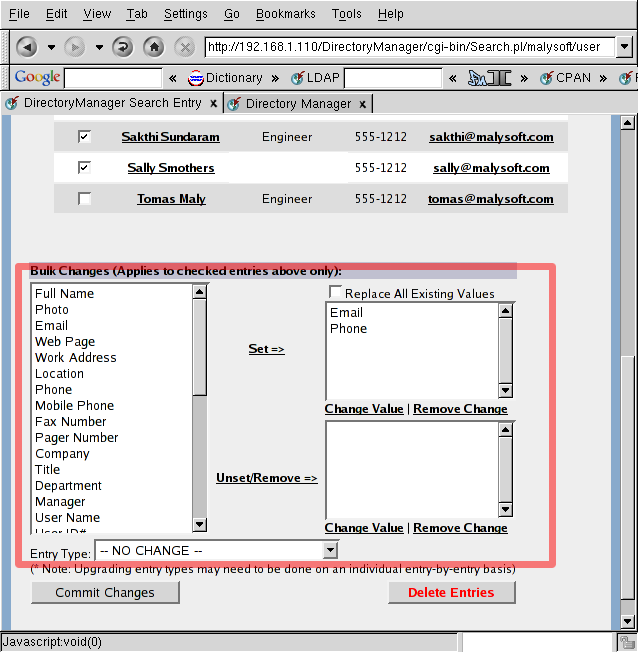 File Edit View Tab Settings Go Bookmarks Tools Help
http://192.168.1.110/DirectoryManager/cgi-bin/Search.pl/malysoft/user
Google « Dictionary » LDAP « » CPAN »
DirectoryManager Search Entry x Directory Manager x
Sakthi Sundaram Engineer 555-1212 sakthi@malysoft.com
Sally Smothers 555-1212 sally@malysoft.com
Tomas Maly Engineer 555-1212 tomas@malysoft.com
Bulk Changes (Applies to checked entries above only):
Full Name
Photo
Email
Web Page
Work Address
Location
Phone
Mobile Phone
Fax Number
Pager Number
Company
Title
Department
Manager
User Name
User ID#
Set =>
Replace All Existing Values
Email
Phone
Change Value | Remove Change
Unset/Remove =>
Change Value | Remove Change
Entry Type: -- NO CHANGE --
(* Note: Upgrading entry types may need to be done on an individual entry-by-entry basis)
Commit Changes Delete Entries
Javascript:void(0)